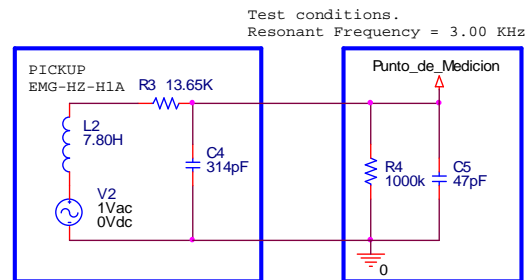 Test conditions.
Resonant Frequency = 3.00 KHz
PICKUP
EMG-HZ-H1A
R3 13.65K
Punto_de_Medicion
L2
7.80H
C4
314pF
R4
1000k
C5
47pF
V2
1Vac
0Vdc
0